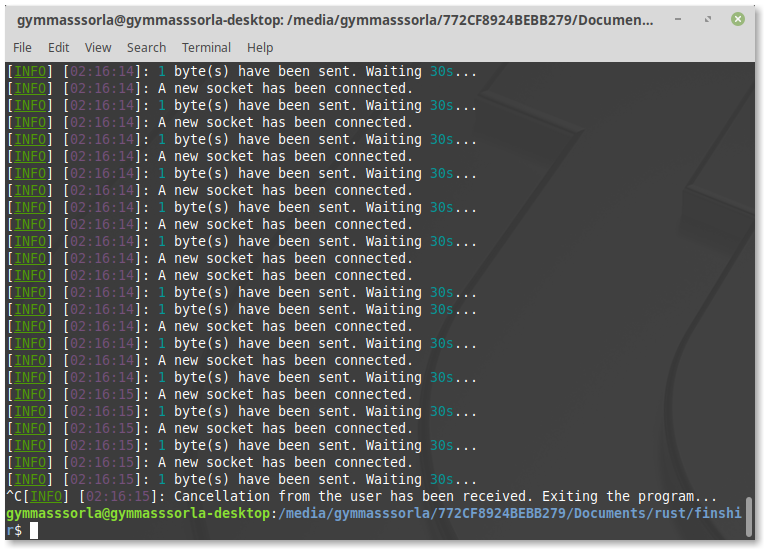 gymmasssorla@gymmasssorla-desktop: /media/gymmasssorla/772CF8924BEBB279/Documen...
File Edit View Search Terminal Help
[INFO] [02:16:14]: 1 byte(s) have been sent. Waiting 30s...
[INFO] [02:16:14]: A new socket has been connected.
[INFO] [02:16:14]: 1 byte(s) have been sent. Waiting 30s...
[INFO] [02:16:14]: A new socket has been connected.
[INFO] [02:16:14]: 1 byte(s) have been sent. Waiting 30s...
[INFO] [02:16:14]: A new socket has been connected.
[INFO] [02:16:14]: 1 byte(s) have been sent. Waiting 30s...
[INFO] [02:16:14]: A new socket has been connected.
[INFO] [02:16:14]: 1 byte(s) have been sent. Waiting 30s...
[INFO] [02:16:14]: A new socket has been connected.
[INFO] [02:16:14]: 1 byte(s) have been sent. Waiting 30s...
[INFO] [02:16:14]: A new socket has been connected.
[INFO] [02:16:14]: A new socket has been connected.
[INFO] [02:16:14]: 1 byte(s) have been sent. Waiting 30s...
[INFO] [02:16:14]: 1 byte(s) have been sent. Waiting 30s...
[INFO] [02:16:14]: A new socket has been connected.
[INFO] [02:16:14]: 1 byte(s) have been sent. Waiting 30s...
[INFO] [02:16:14]: A new socket has been connected.
[INFO] [02:16:14]: 1 byte(s) have been sent. Waiting 30s...
[INFO] [02:16:15]: A new socket has been connected.
[INFO] [02:16:15]: 1 byte(s) have been sent. Waiting 30s...
[INFO] [02:16:15]: A new socket has been connected.
[INFO] [02:16:15]: 1 byte(s) have been sent. Waiting 30s...
[INFO] [02:16:15]: A new socket has been connected.
[INFO] [02:16:15]: 1 byte(s) have been sent. Waiting 30s...
^C[INFO] [02:16:15]: Cancellation from the user has been received. Exiting the program...
gymmasssorla@gymmasssorla-desktop:/media/gymmasssorla/772CF8924BEBB279/Documents/rust/finshi
r$